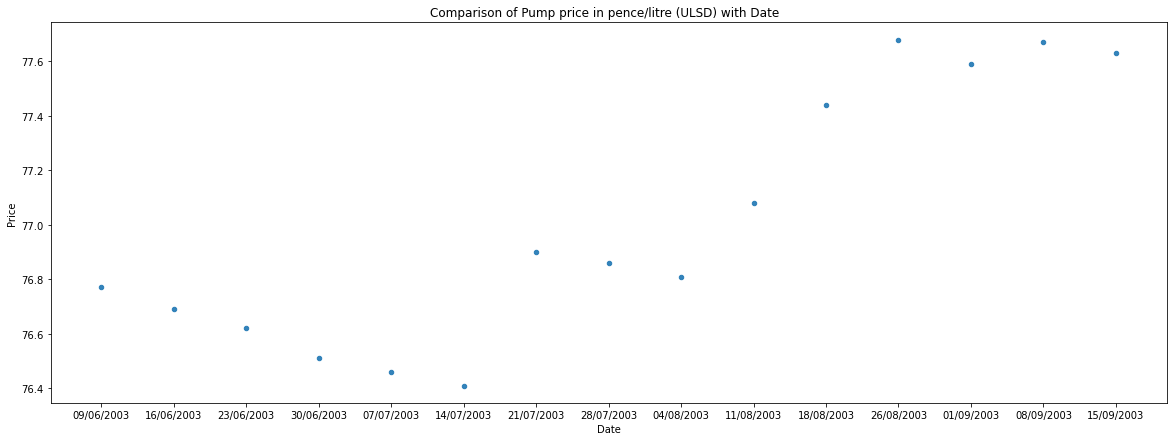 Comparison of Pump price in pence/litre (ULSD) with Date
Price
77.6
77.4
77.2
77.0
76.8
76.6
76.4
09/06/2003 16/06/2003 23/06/2003 30/06/2003 07/07/2003 14/07/2003 21/07/2003 28/07/2003 04/08/2003 11/08/2003 18/08/2003 26/08/2003 01/09/2003 08/09/2003 15/09/2003
Date